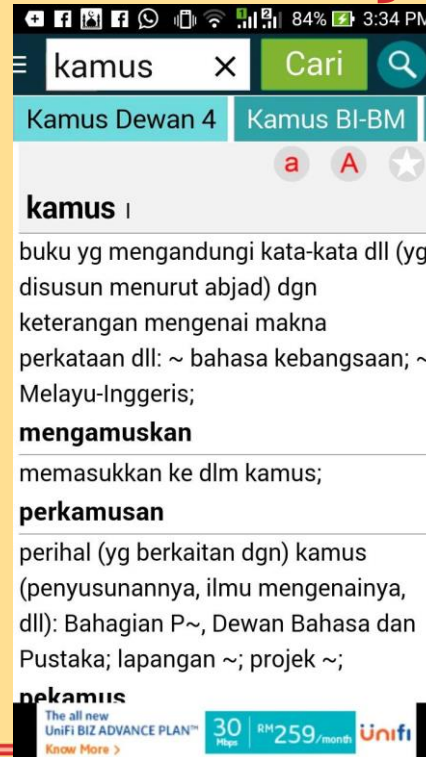 84% 3:34 PM
kamus × Cari
Kamus Dewan 4 Kamus BI-BM
a A
kamus I
buku yg mengandungi kata-kata dll (yg
disusun menurut abjad) dgn
keterangan mengenai makna
perkataan dll: ~ bahasa kebangsaan; ~
Melayu-Inggeris;
mengamuskan
memasukkan ke dlm kamus;
perkamusan
perihal (yg berkaitan dgn) kamus
(penyusunannya, ilmu mengenainya,
dll): Bahagian P~, Dewan Bahasa dan
Pustaka; lapangan ~; projek ~;
pekamus
The all new
UniFi BIZ ADVANCE PLAN™
Know More >
30
Mbps
RM259/month
Unifi